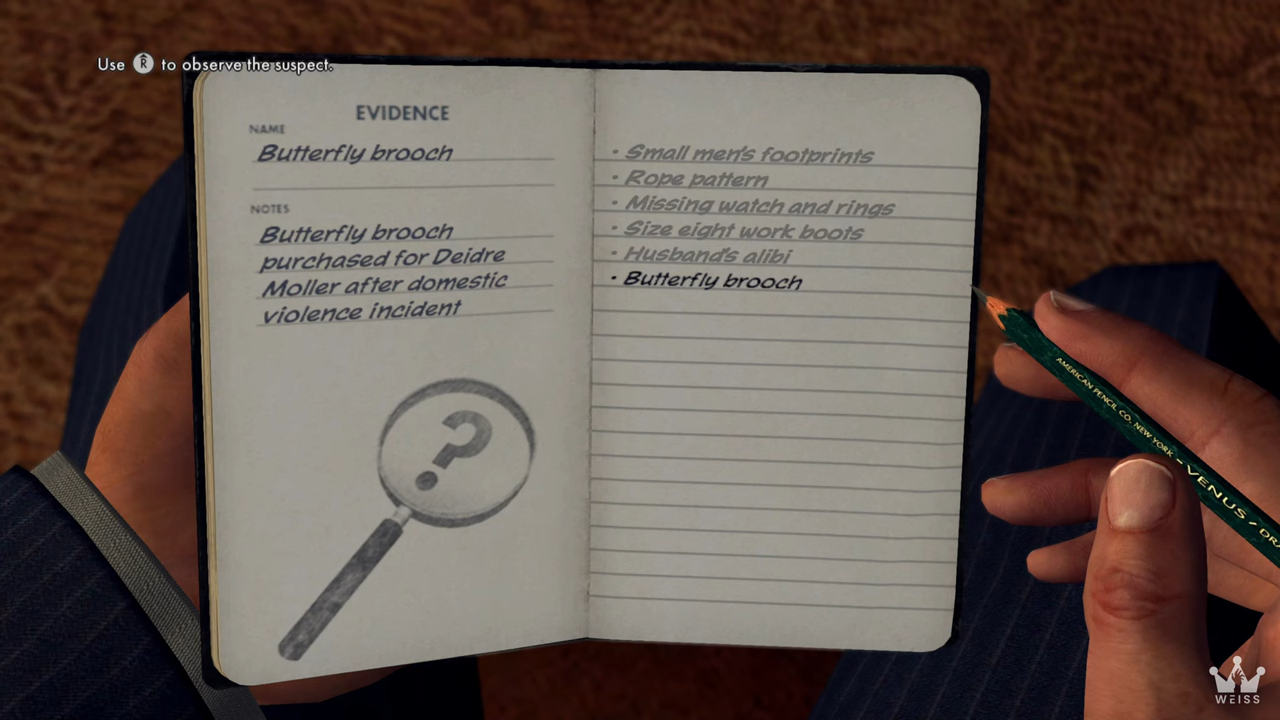 Use R to observe the suspect.
EVIDENCE
NAME
Butterfly brooch
NOTES
Butterfly brooch
purchased for Deidre
Moller after domestic
violence incident
?
• Small men's footprints
• Rope pattern
• Missing watch and rings
• Size eight work boots
• Husband's alibi
• Butterfly brooch
AMERICAN PENCIL CO. NEW YORK - VENUS / DRA
WEISS